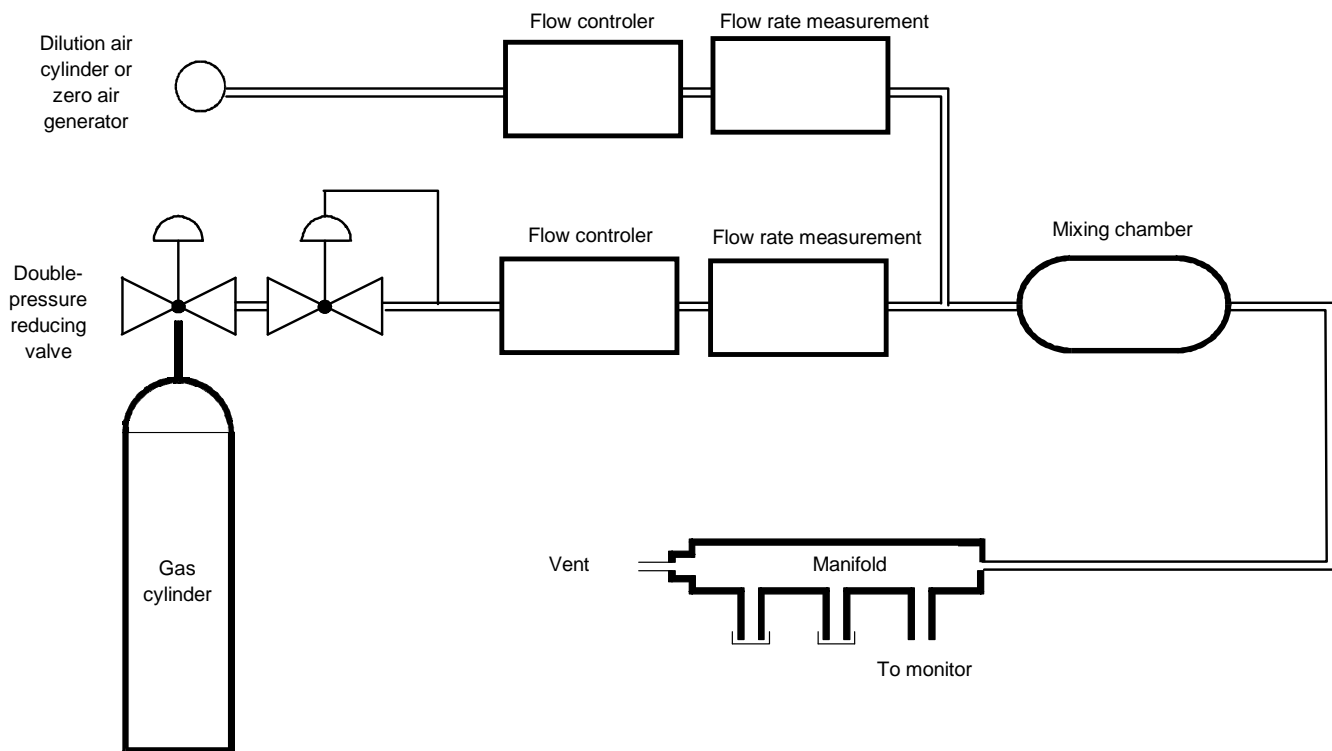 Flow controler
Flow rate measurement
Dilution air
cylinder or
zero air
generator
Flow controler
Flow rate measurement
Mixing chamber
Double-
pressure
reducing
valve
Gas
cylinder
Vent
Manifold
To monitor